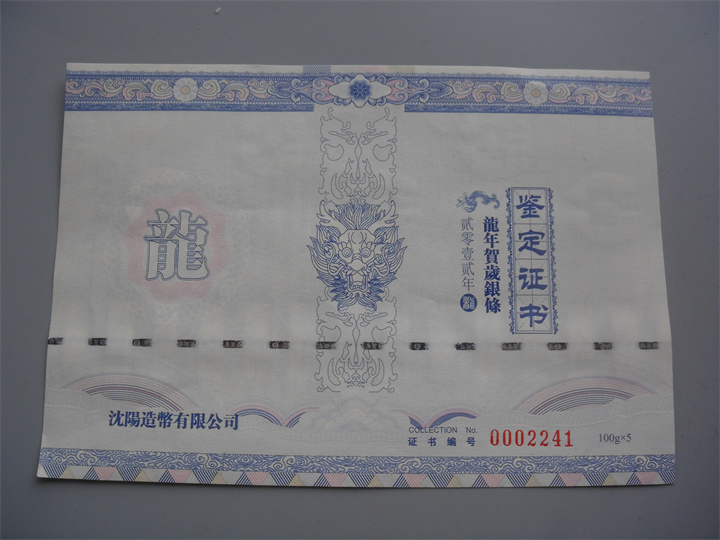 鉴定证书
龍年賀歲銀條
貳零壹貳年
龍
沈陽造幣有限公司
COLLECTION No.
证书编号 0002241 100g×5